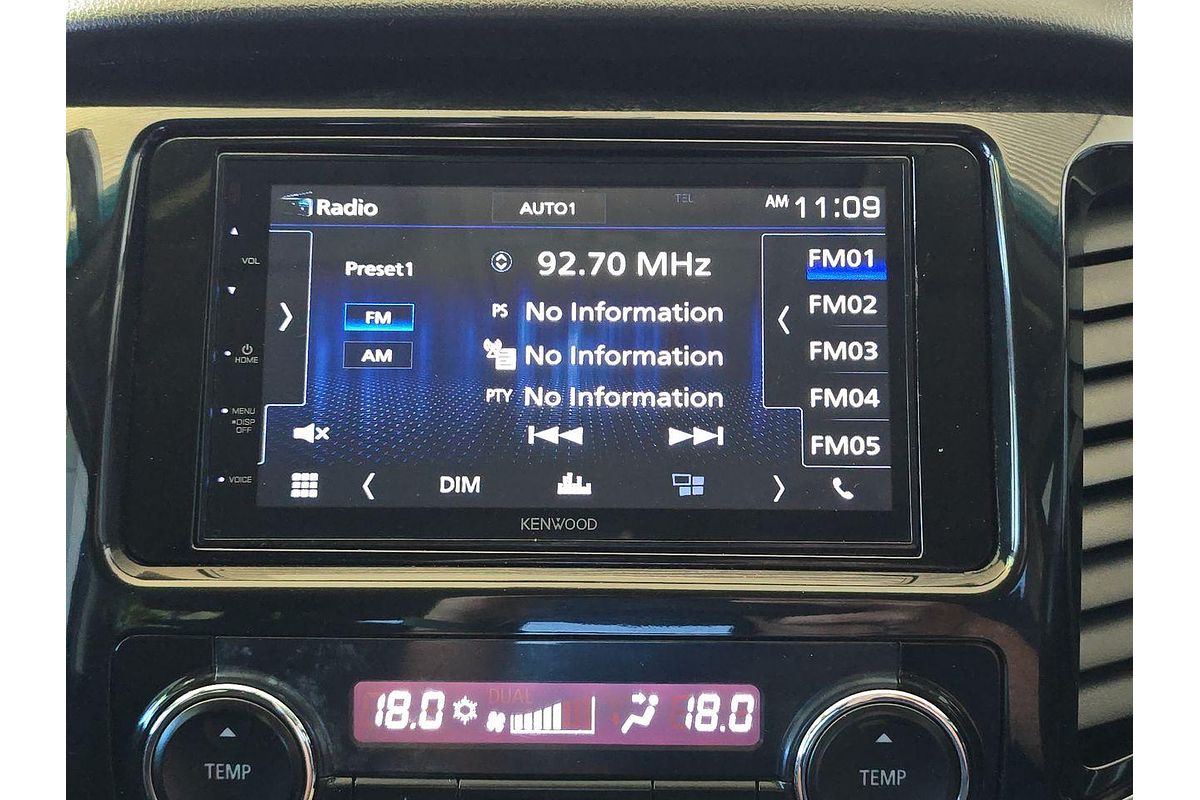 Radio
AUTO1
TEL
AM 11:09
VOL
HOME
MENU
DISP
OFF
VOICE
Preset1
FM
AM
92.70 MHz
PS No Information
No Information
PTY No Information
FM01
FM02
FM03
FM04
FM05
DIM
KENWOOD
18.0
DUAL
18.0
TEMP
TEMP